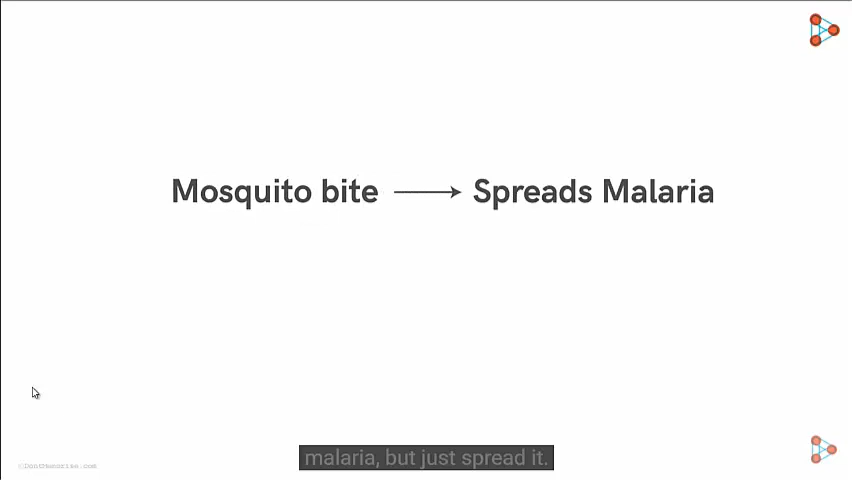 Mosquito bite → Spreads Malaria
malaria, but just spread it.